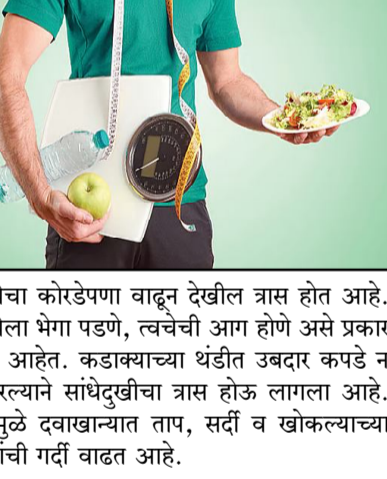 कोरडेपणा वाढून देखील त्रास होत आहे.
भेगा पडणे, त्वचेची आग होणे असे प्रकार
आहेत. कडाक्याच्या थंडीत उबदार कपडे न
सांधेदुखीचा त्रास होऊ लागला आहे.
दवाखान्यात ताप, सर्दी व खोकल्याच्या
गर्दी वाढत आहे.